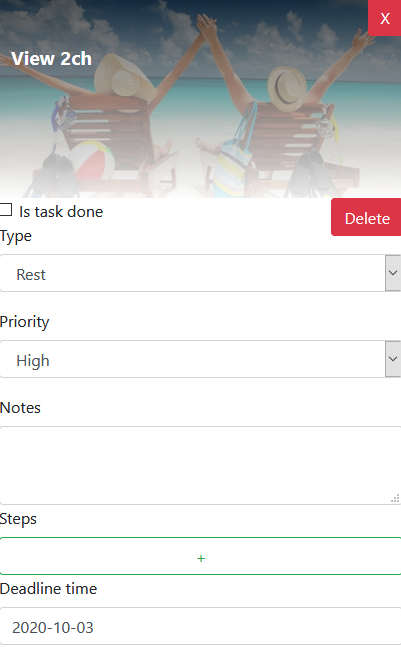 X
View 2ch
Is task done
Delete
Type
Rest
Priority
High
Notes
Steps
+
Deadline time
2020-10-03